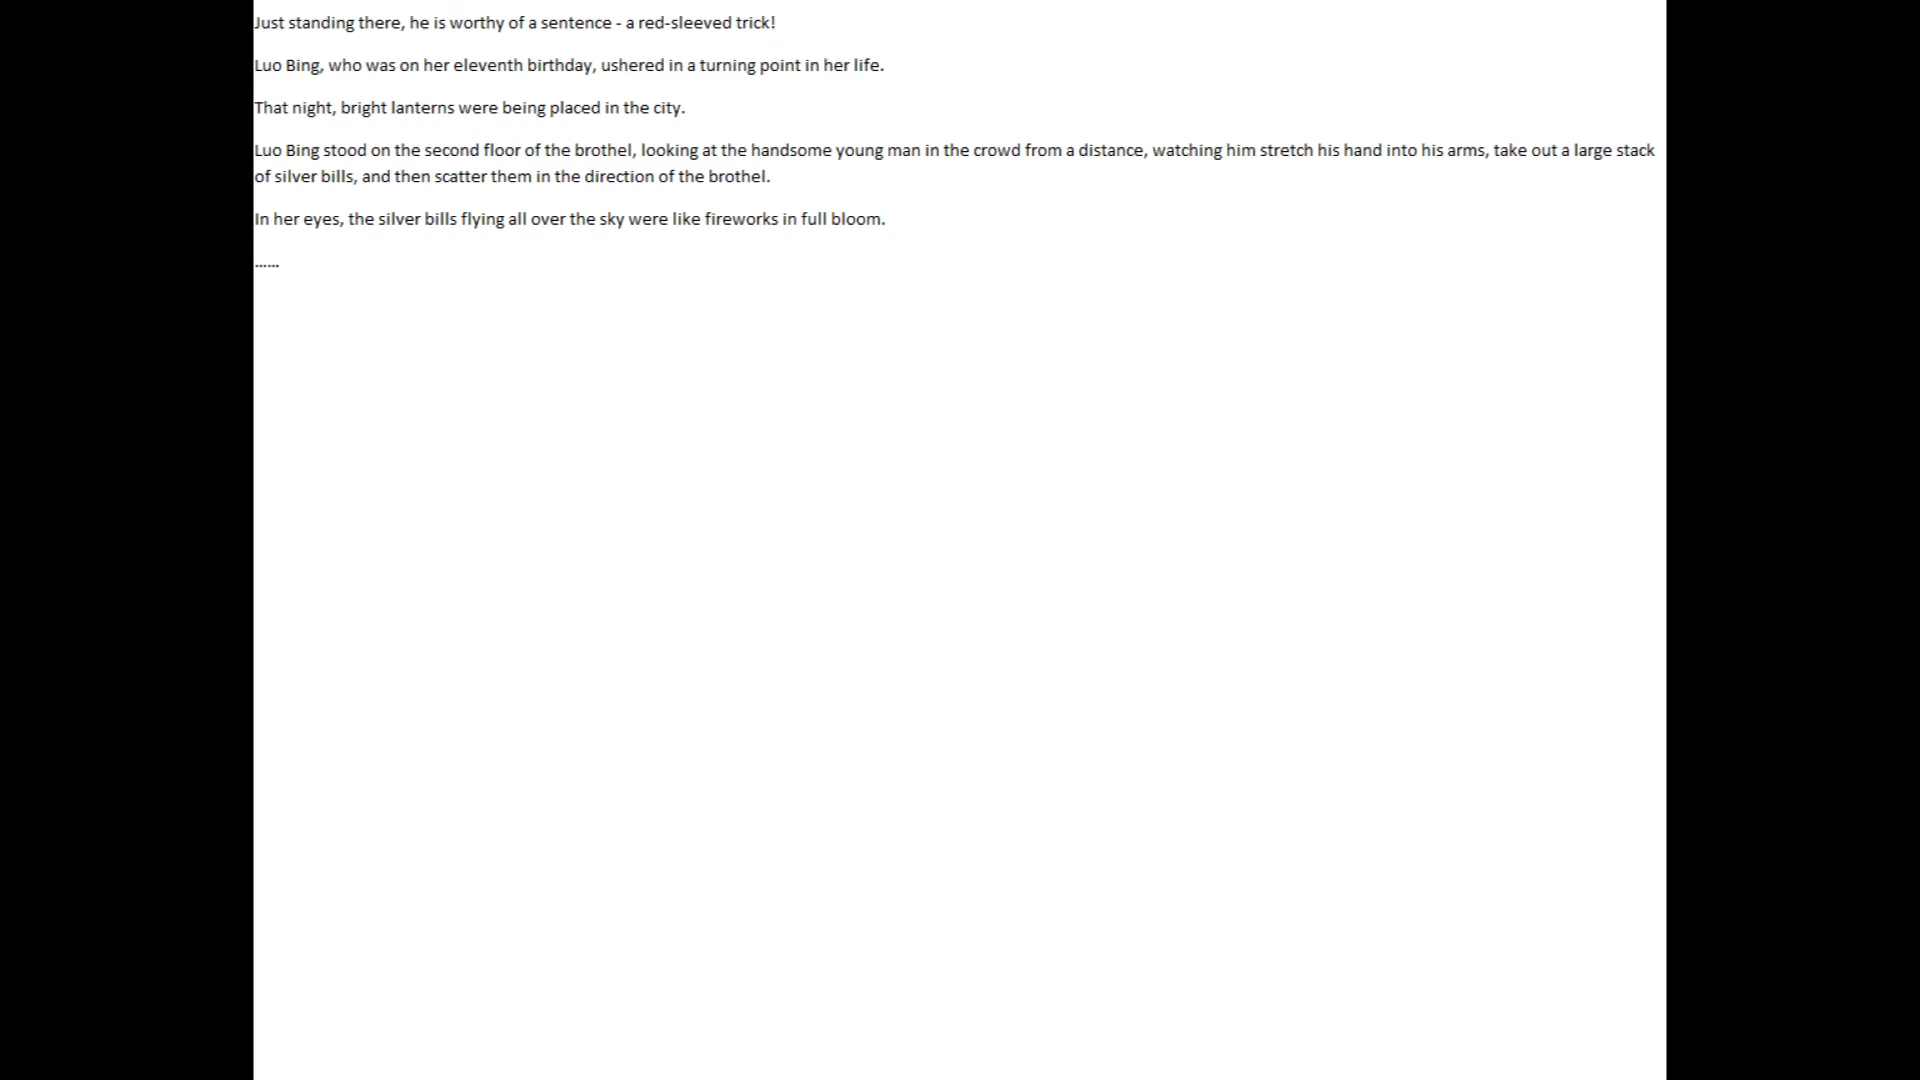 Just standing there, he is worthy of a sentence - a red-sleeved trick!
Luo Bing, who was on her eleventh birthday, ushered in a turning point in her life.
That night, bright lanterns were being placed in the city.
Luo Bing stood on the second floor of the brothel, looking at the handsome young man in the crowd from a distance, watching him stretch his hand into his arms, take out a large stack
of silver bills, and then scatter them in the direction of the brothel.
In her eyes, the silver bills flying all over the sky were like fireworks in full bloom.
......